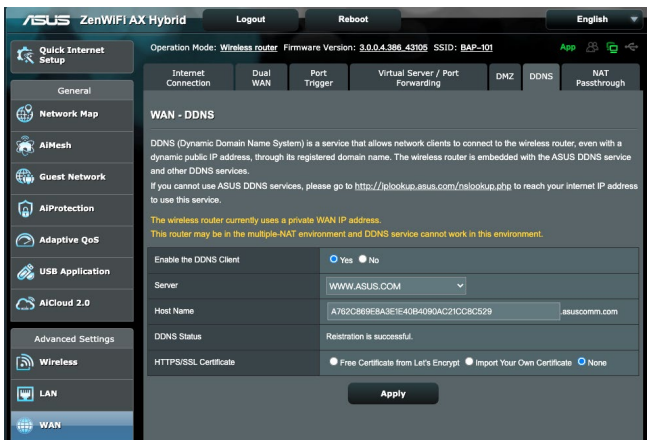 ASUS ZenWiFi AX Hybrid Logout Reboot English
Quick Internet Setup
Operation Mode: Wireless router Firmware Version: 3.0.0.4.386_43105 SSID: BAP-101 App
General
Network Map
AiMesh
Guest Network
AiProtection
Adaptive QoS
USB Application
AiCloud 2.0
Advanced Settings
Wireless
LAN
WAN
Internet Connection
Dual WAN
Port Trigger
Virtual Server / Port Forwarding
DMZ
DDNS
NAT Passthrough
WAN - DDNS
DDNS (Dynamic Domain Name System) is a service that allows network clients to connect to the wireless router, even with a
dynamic public IP address, through its registered domain name. The wireless router is embedded with the ASUS DDNS service
and other DDNS services.
If you cannot use ASUS DDNS services, please go to http://iplookup.asus.com/nslookup.php to reach your internet IP address
to use this service.
The wireless router currently uses a private WAN IP address.
This router may be in the multiple-NAT environment and DDNS service cannot work in this environment.
Enable the DDNS Client Yes No
Server WWW.ASUS.COM
Host Name A762C869E8A3E1E40B4090AC21CC8C529 .asuscomm.com
DDNS Status Reistration is successful.
HTTPS/SSL Certificate Free Certificate from Let's Encrypt Import Your Own Certificate None
Apply